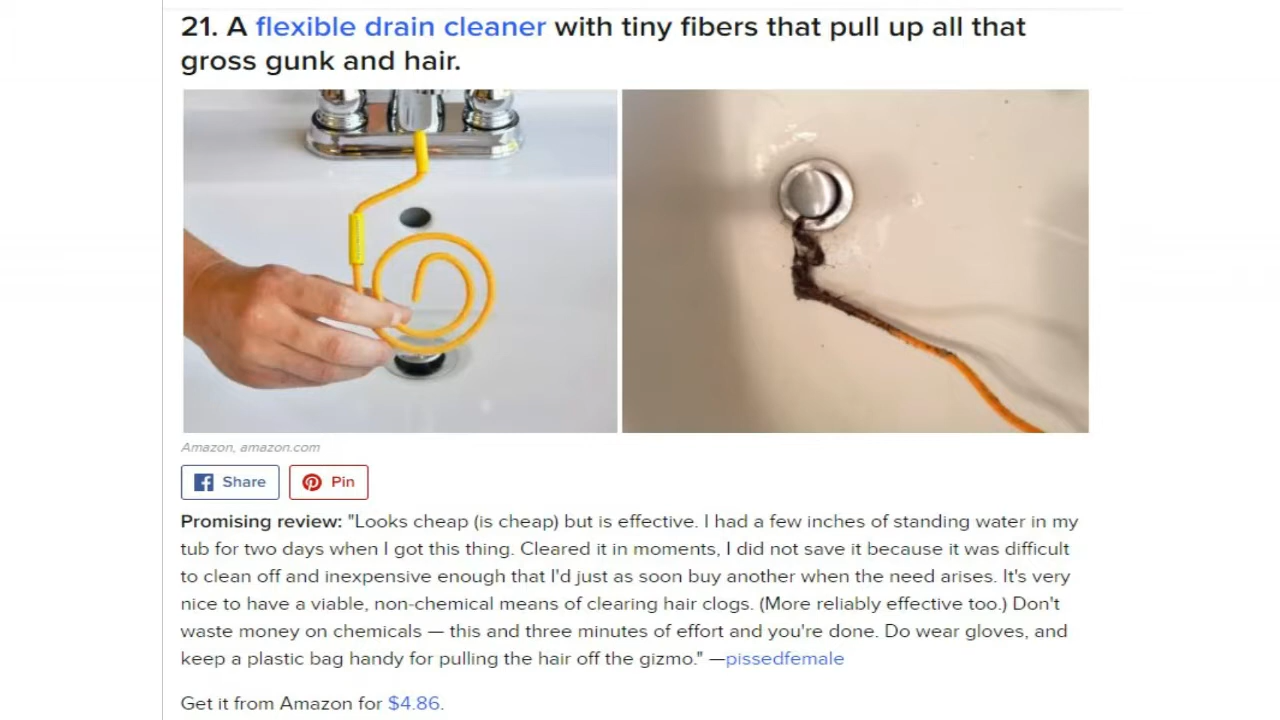 21. A flexible drain cleaner with tiny fibers that pull up all that
gross gunk and hair.
Amazon, amazon.com
Share
Pin
Promising review: "Looks cheap (is cheap) but is effective. I had a few inches of standing water in my
tub for two days when I got this thing. Cleared it in moments, I did not save it because it was difficult
to clean off and inexpensive enough that I'd just as soon buy another when the need arises. It's very
nice to have a viable, non-chemical means of clearing hair clogs. (More reliably effective too.) Don't
waste money on chemicals — this and three minutes of effort and you're done. Do wear gloves, and
keep a plastic bag handy for pulling the hair off the gizmo." —pissedfemale
Get it from Amazon for $4.86.